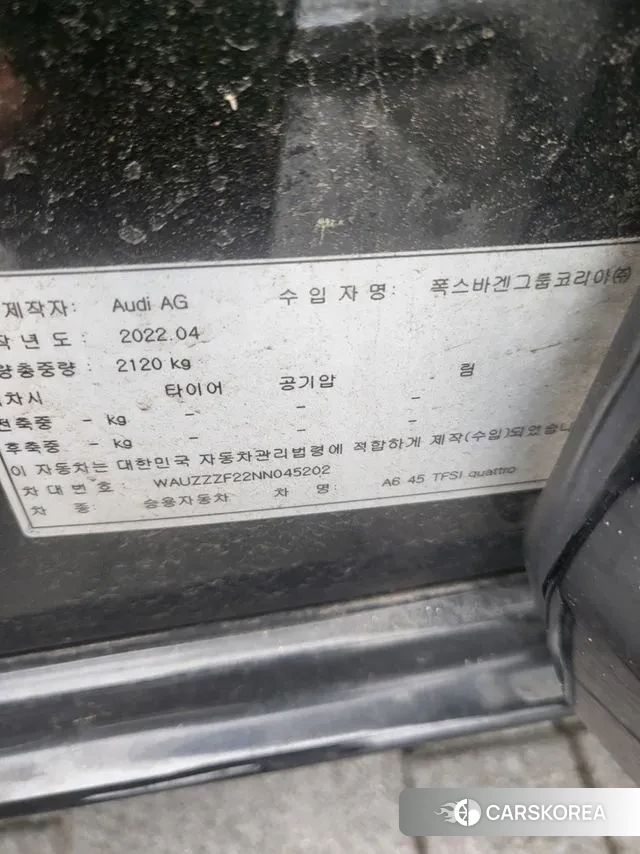 제작자: Audi AG 수 입 자 명: 폭스바겐그룹코리아㈜
작 년 도 : 2022.04
량총중량 : 2120 kg
차시 타이어 공기압 림
전축중 - kg - - -
후축중 - kg - - -
이 자동차는 대한민국 자동차관리법령에 적합하게 제작(수입)되었습니
차 대 번 호 : WAUZZZF22NN045202
차 종: 승용자동차 차 명: A6 45 TFSI quattro
CARSKOREA